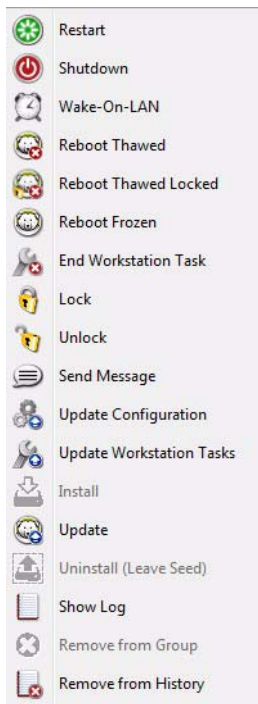 Restart
Shutdown
Wake-On-LAN
Reboot Thawed
Reboot Thawed Locked
Reboot Frozen
End Workstation Task
Lock
Unlock
Send Message
Update Configuration
Update Workstation Tasks
Install
Update
Uninstall (Leave Seed)
Show Log
Remove from Group
Remove from History